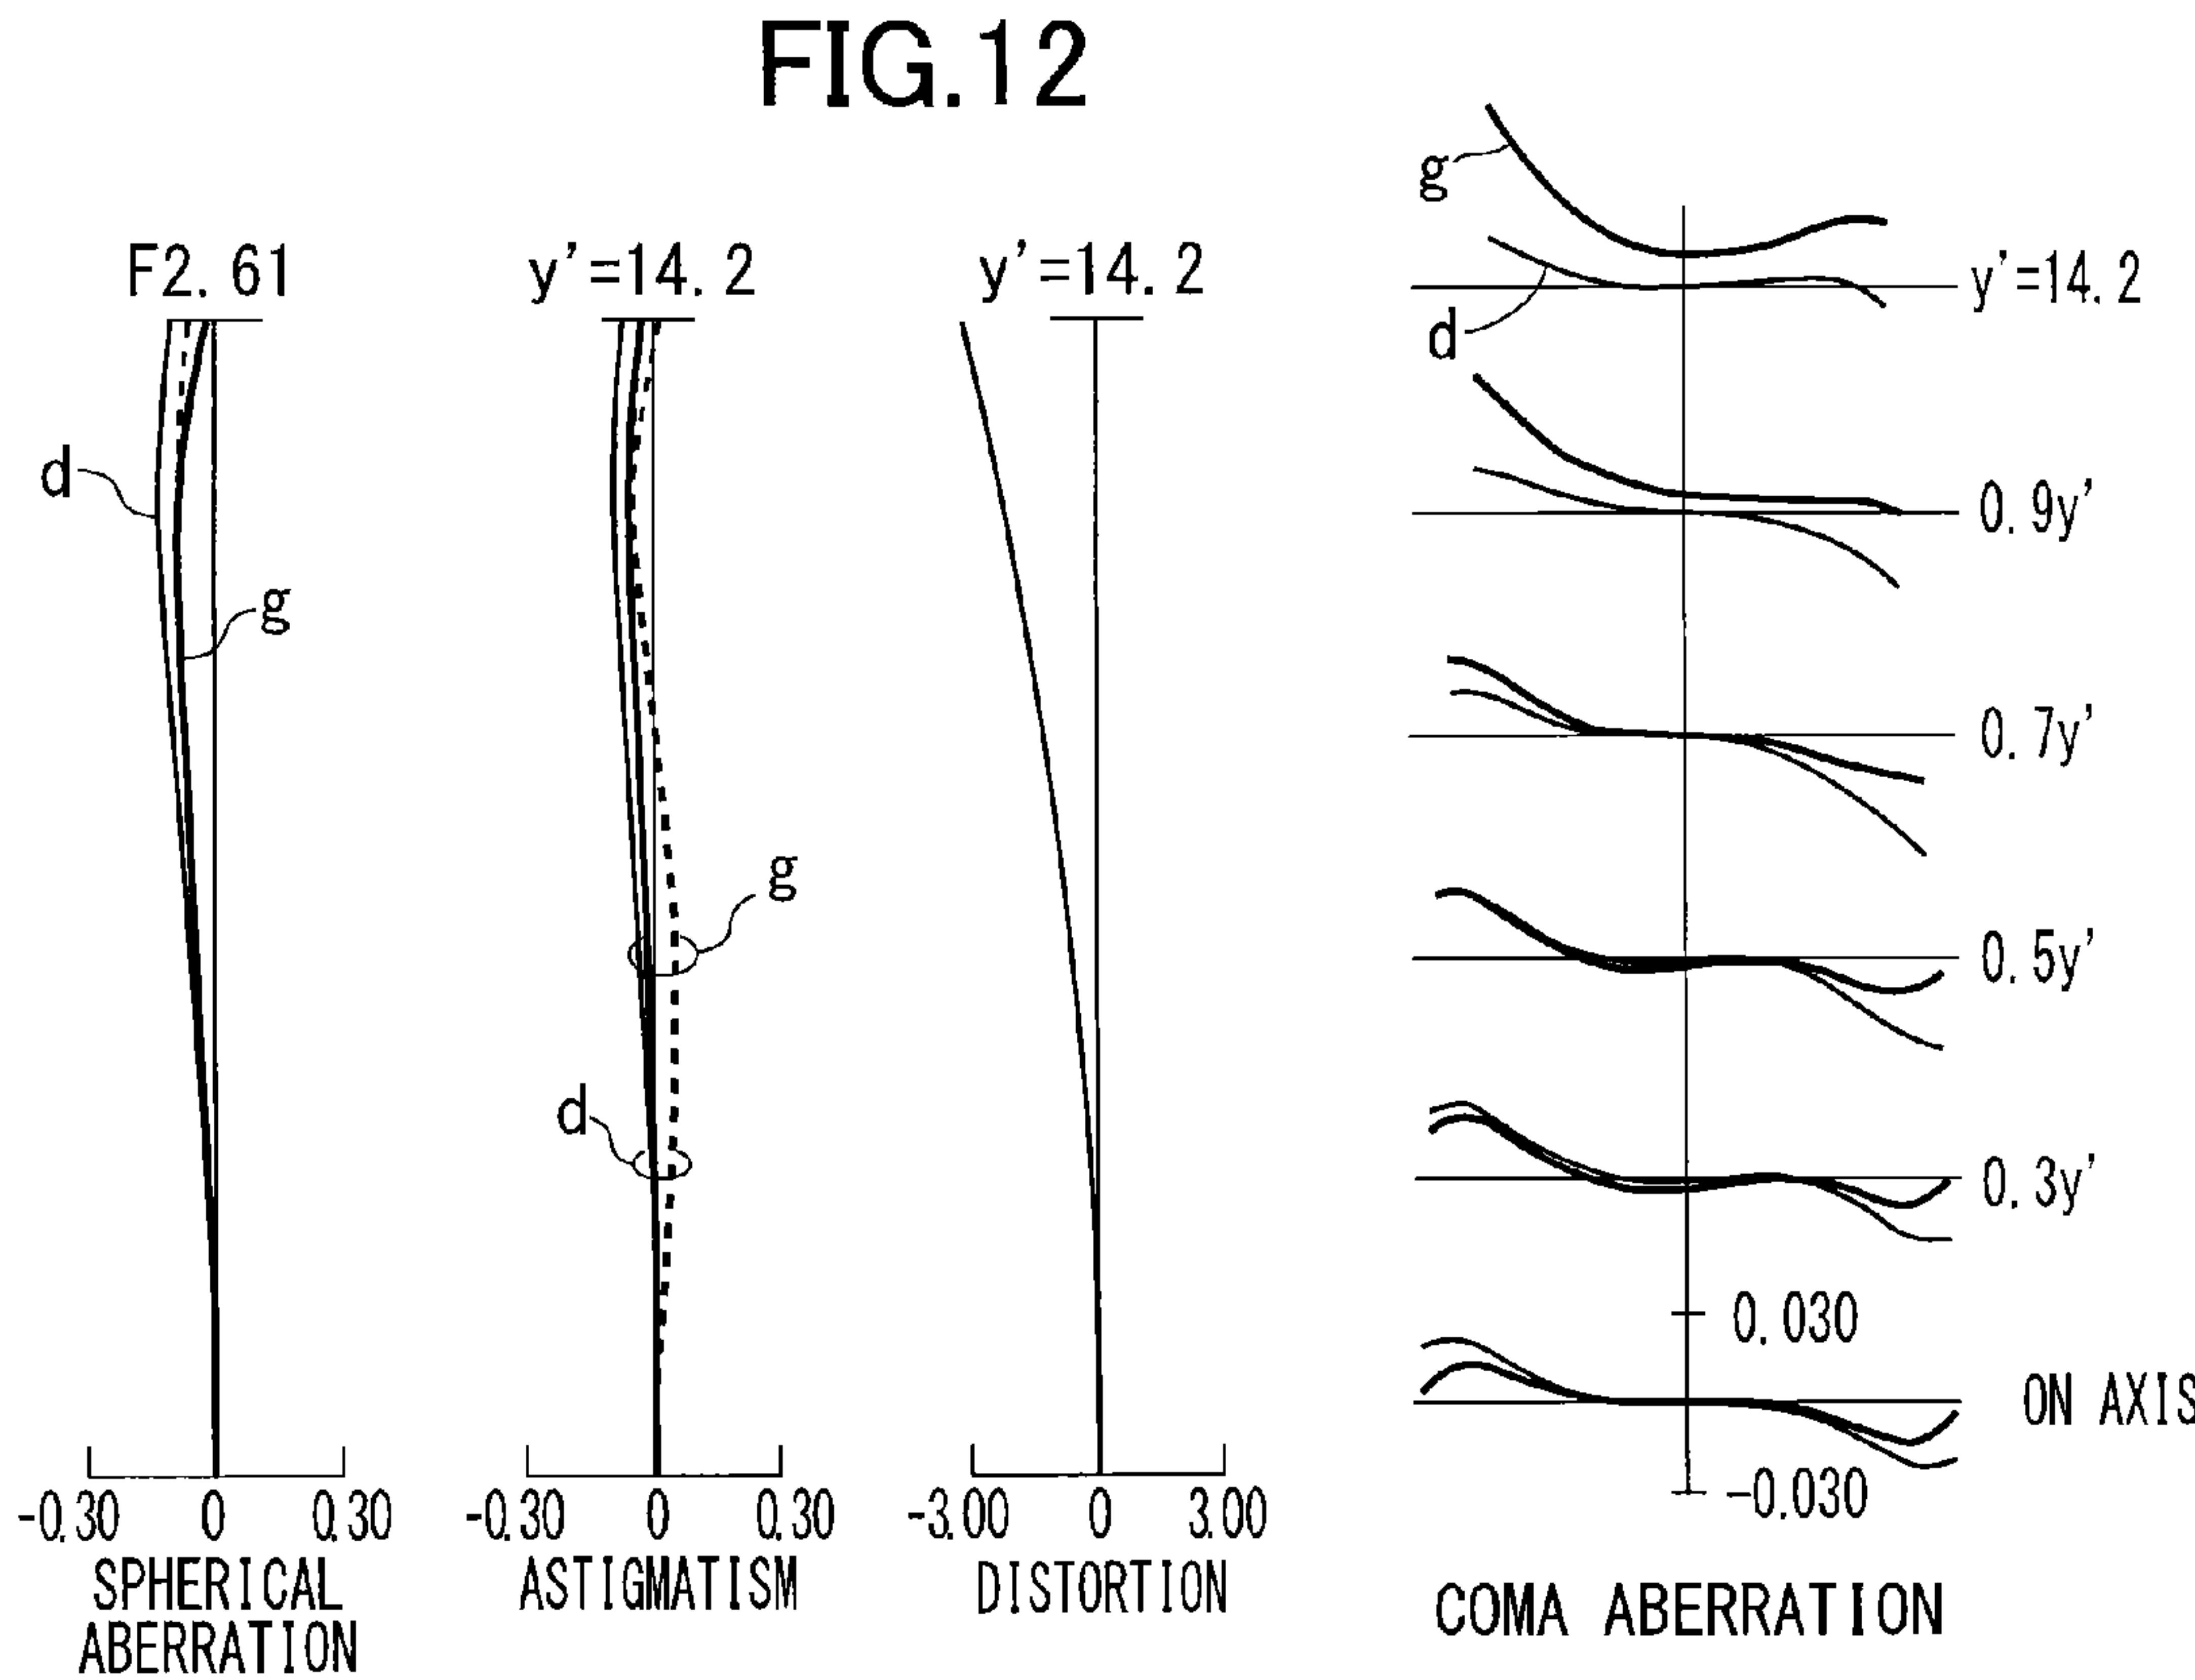 FIG.12
F2.61
d
g
-0.30 0 0.30
SPHERICAL
ABERRATION
y'=14.2
g
d
-0.30 0 0.30
ASTIGMATISM
y'=14.2
-3.00 0 3.00
DISTORTION
g
d
y'=14.2
0.9y'
0.7y'
0.5y'
0.3y'
0.030
ON AXIS
-0.030
COMA ABERRATION